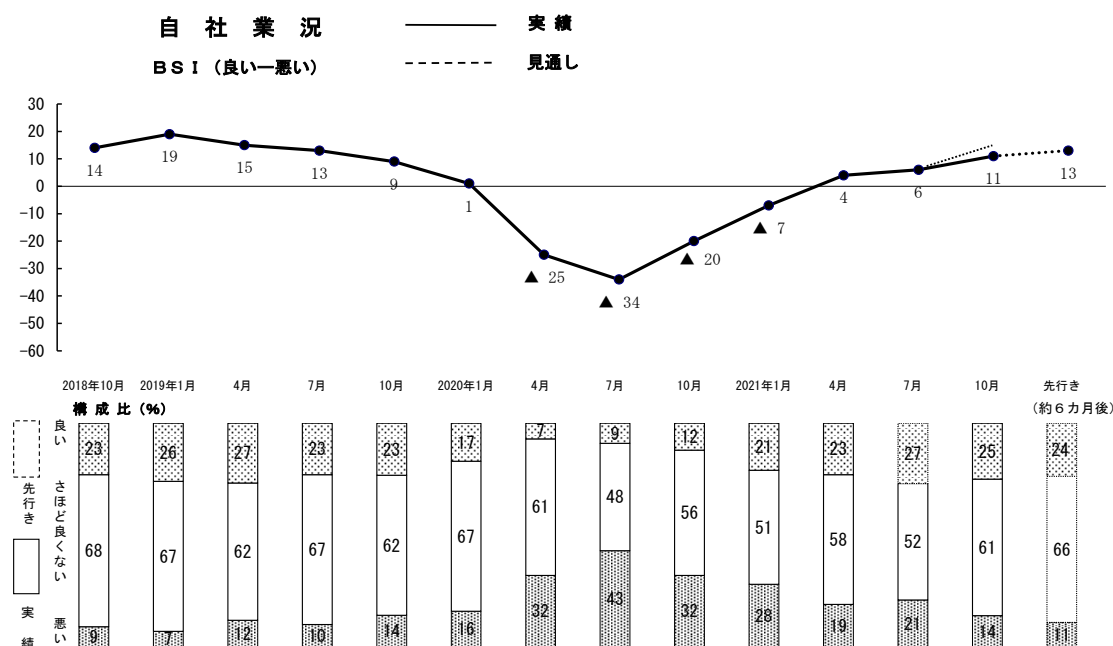 自 社 業 況
実 績
BSI (良い―悪い)
見通し
30
20
10
0
-10
-20
-30
-40
-50
-60
14
19
15
13
9
1
▲ 25
▲ 34
▲ 20
▲ 7
4
6
11
13
2018年10月 2019年1月 4月 7月 10月 2020年1月 4月 7月 10月 2021年1月 4月 7月 10月 先行き
構 成 比 (%)
(約6カ月後)
良い
さほど良くない
悪い
先行き
実績
23 26 27 23 23 17 7 9 12 21 23 27 25 24
68 67 62 67 62 67 61 48 56 51 58 52 61 66
9 7 12 10 14 16 32 43 32 28 19 21 14 11